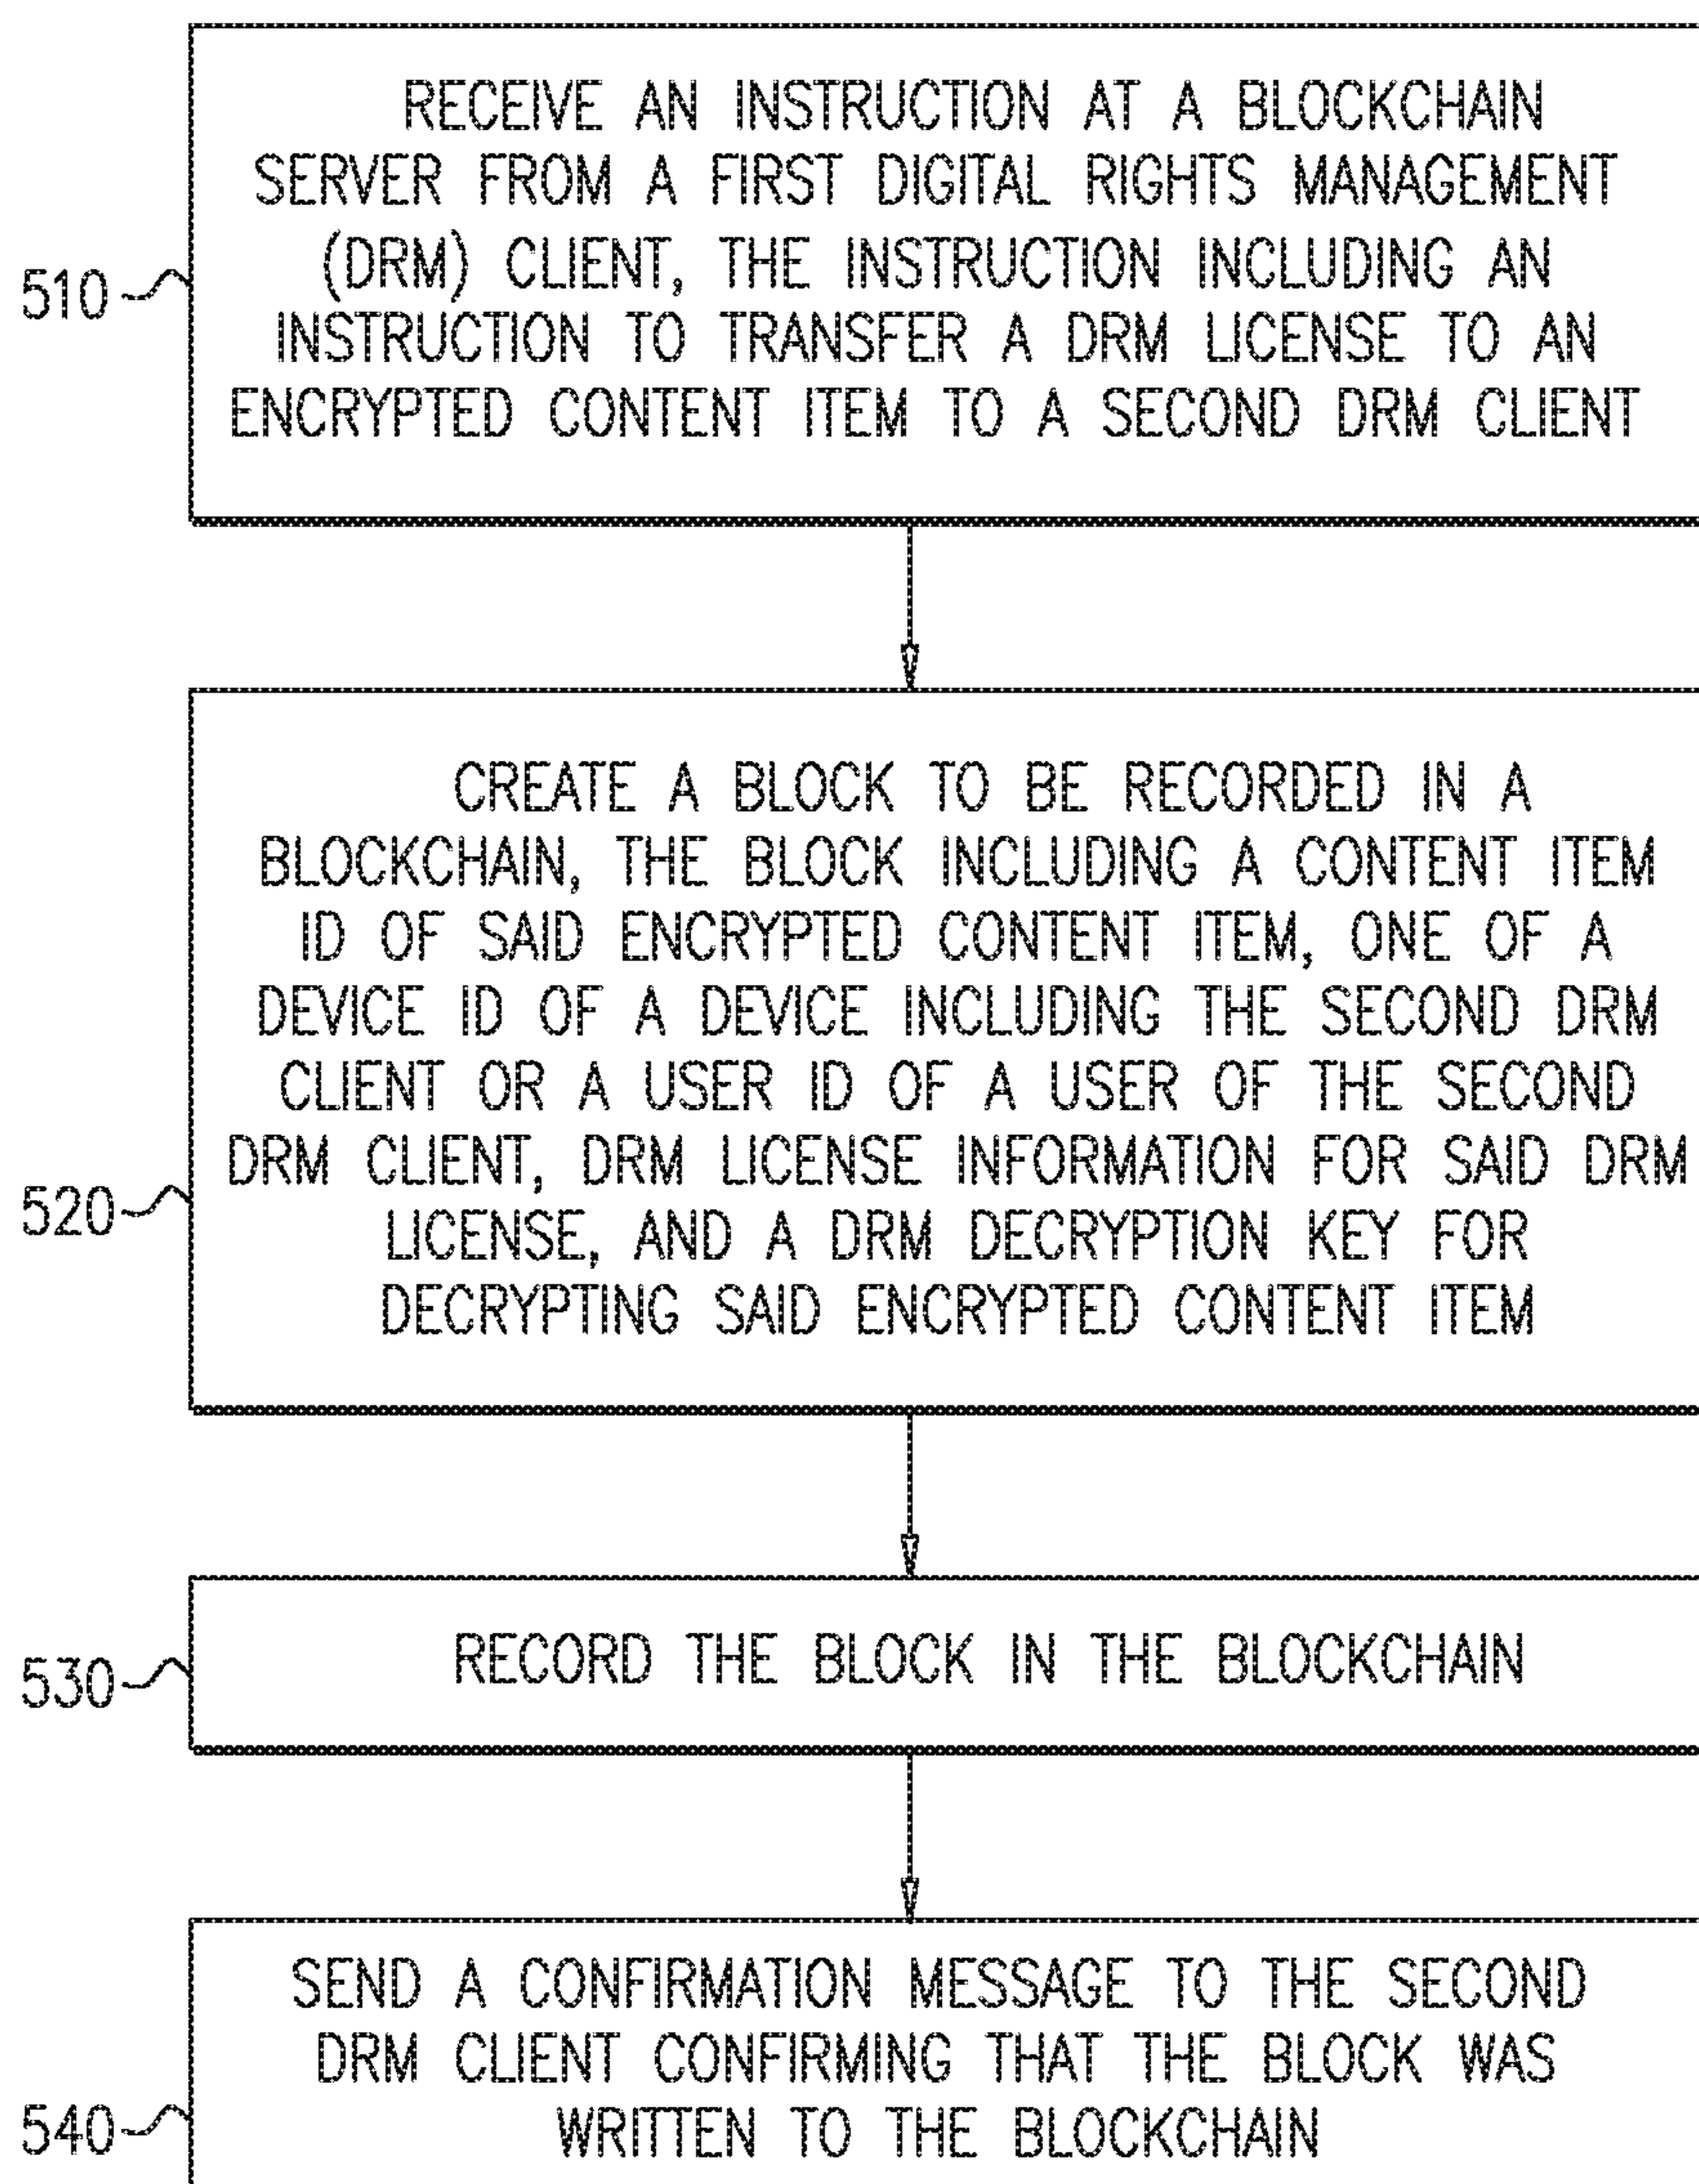 RECEIVE AN INSTRUCTION AT A BLOCKCHAIN
SERVER FROM A FIRST DIGITAL RIGHTS MANAGEMENT
(DRM) CLIENT, THE INSTRUCTION INCLUDING AN
INSTRUCTION TO TRANSFER A DRM LICENSE TO AN
ENCRYPTED CONTENT ITEM TO A SECOND DRM CLIENT
510
CREATE A BLOCK TO BE RECORDED IN A
BLOCKCHAIN, THE BLOCK INCLUDING A CONTENT ITEM
ID OF SAID ENCRYPTED CONTENT ITEM, ONE OF A
DEVICE ID OF A DEVICE INCLUDING THE SECOND DRM
CLIENT OR A USER ID OF A USER OF THE SECOND
DRM CLIENT, DRM LICENSE INFORMATION FOR SAID DRM
LICENSE, AND A DRM DECRYPTION KEY FOR
DECRYPTING SAID ENCRYPTED CONTENT ITEM
520
RECORD THE BLOCK IN THE BLOCKCHAIN
530
SEND A CONFIRMATION MESSAGE TO THE SECOND
DRM CLIENT CONFIRMING THAT THE BLOCK WAS
WRITTEN TO THE BLOCKCHAIN
540